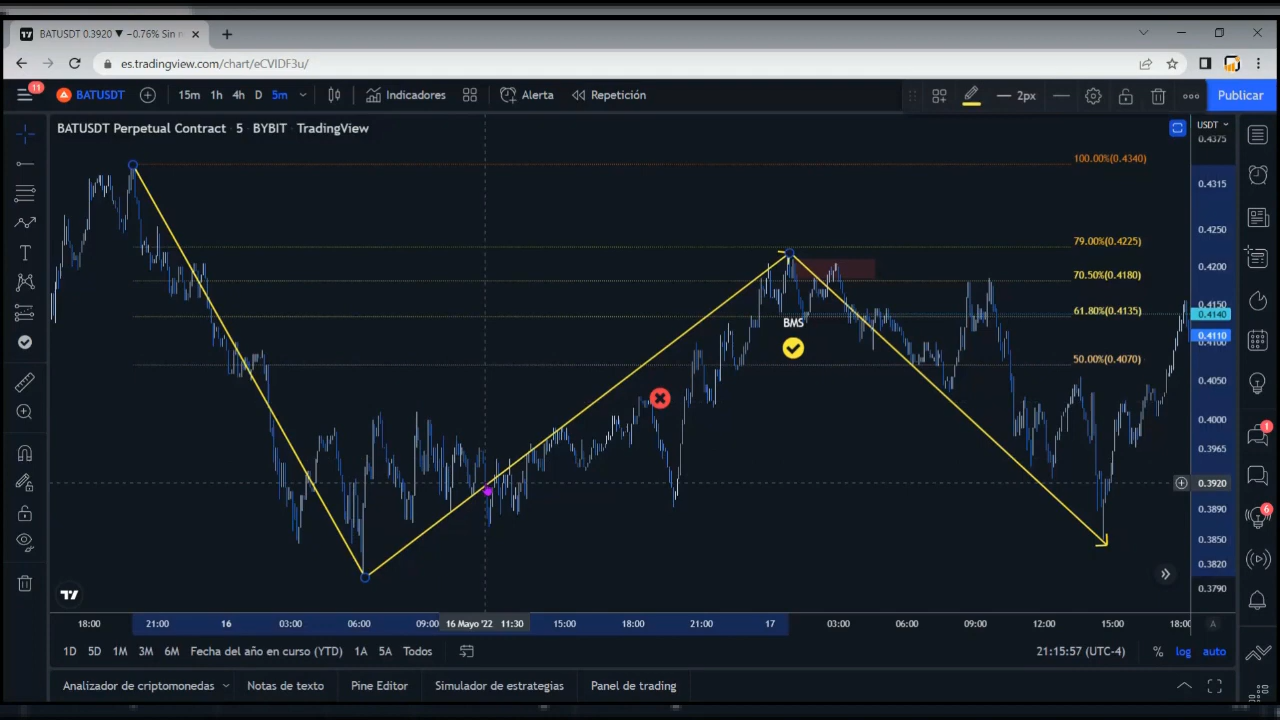 BATUSDT 0.3920 ▼ −0.76% Sin n
es.tradingview.com/chart/eCVIDF3u/
11
BATUSDT
15m 1h 4h D 5m
Indicadores
Alerta
Repetición
2px
Publicar
BATUSDT Perpetual Contract · 5 · BYBIT · TradingView
USDT
0.4375
100.00%(0.4340)
0.4315
0.4250
79.00%(0.4225)
0.4200
70.50%(0.4180)
0.4150
61.80%(0.4135)
0.4140
BMS
0.4110
0.4100
50.00%(0.4070)
0.4050
0.4000
1
0.3965
0.3920
0.3890
6
0.3850
0.3820
0.3790
18:00 21:00 16 03:00 06:00 09:00 16 Mayo '22 11:30 15:00 18:00 21:00 17 03:00 06:00 09:00 12:00 15:00 18:00 A
1D 5D 1M 3M 6M Fecha del año en curso (YTD) 1A 5A Todos
21:15:57 (UTC-4) % log auto
Analizador de criptomonedas Notas de texto Pine Editor Simulador de estrategias Panel de trading